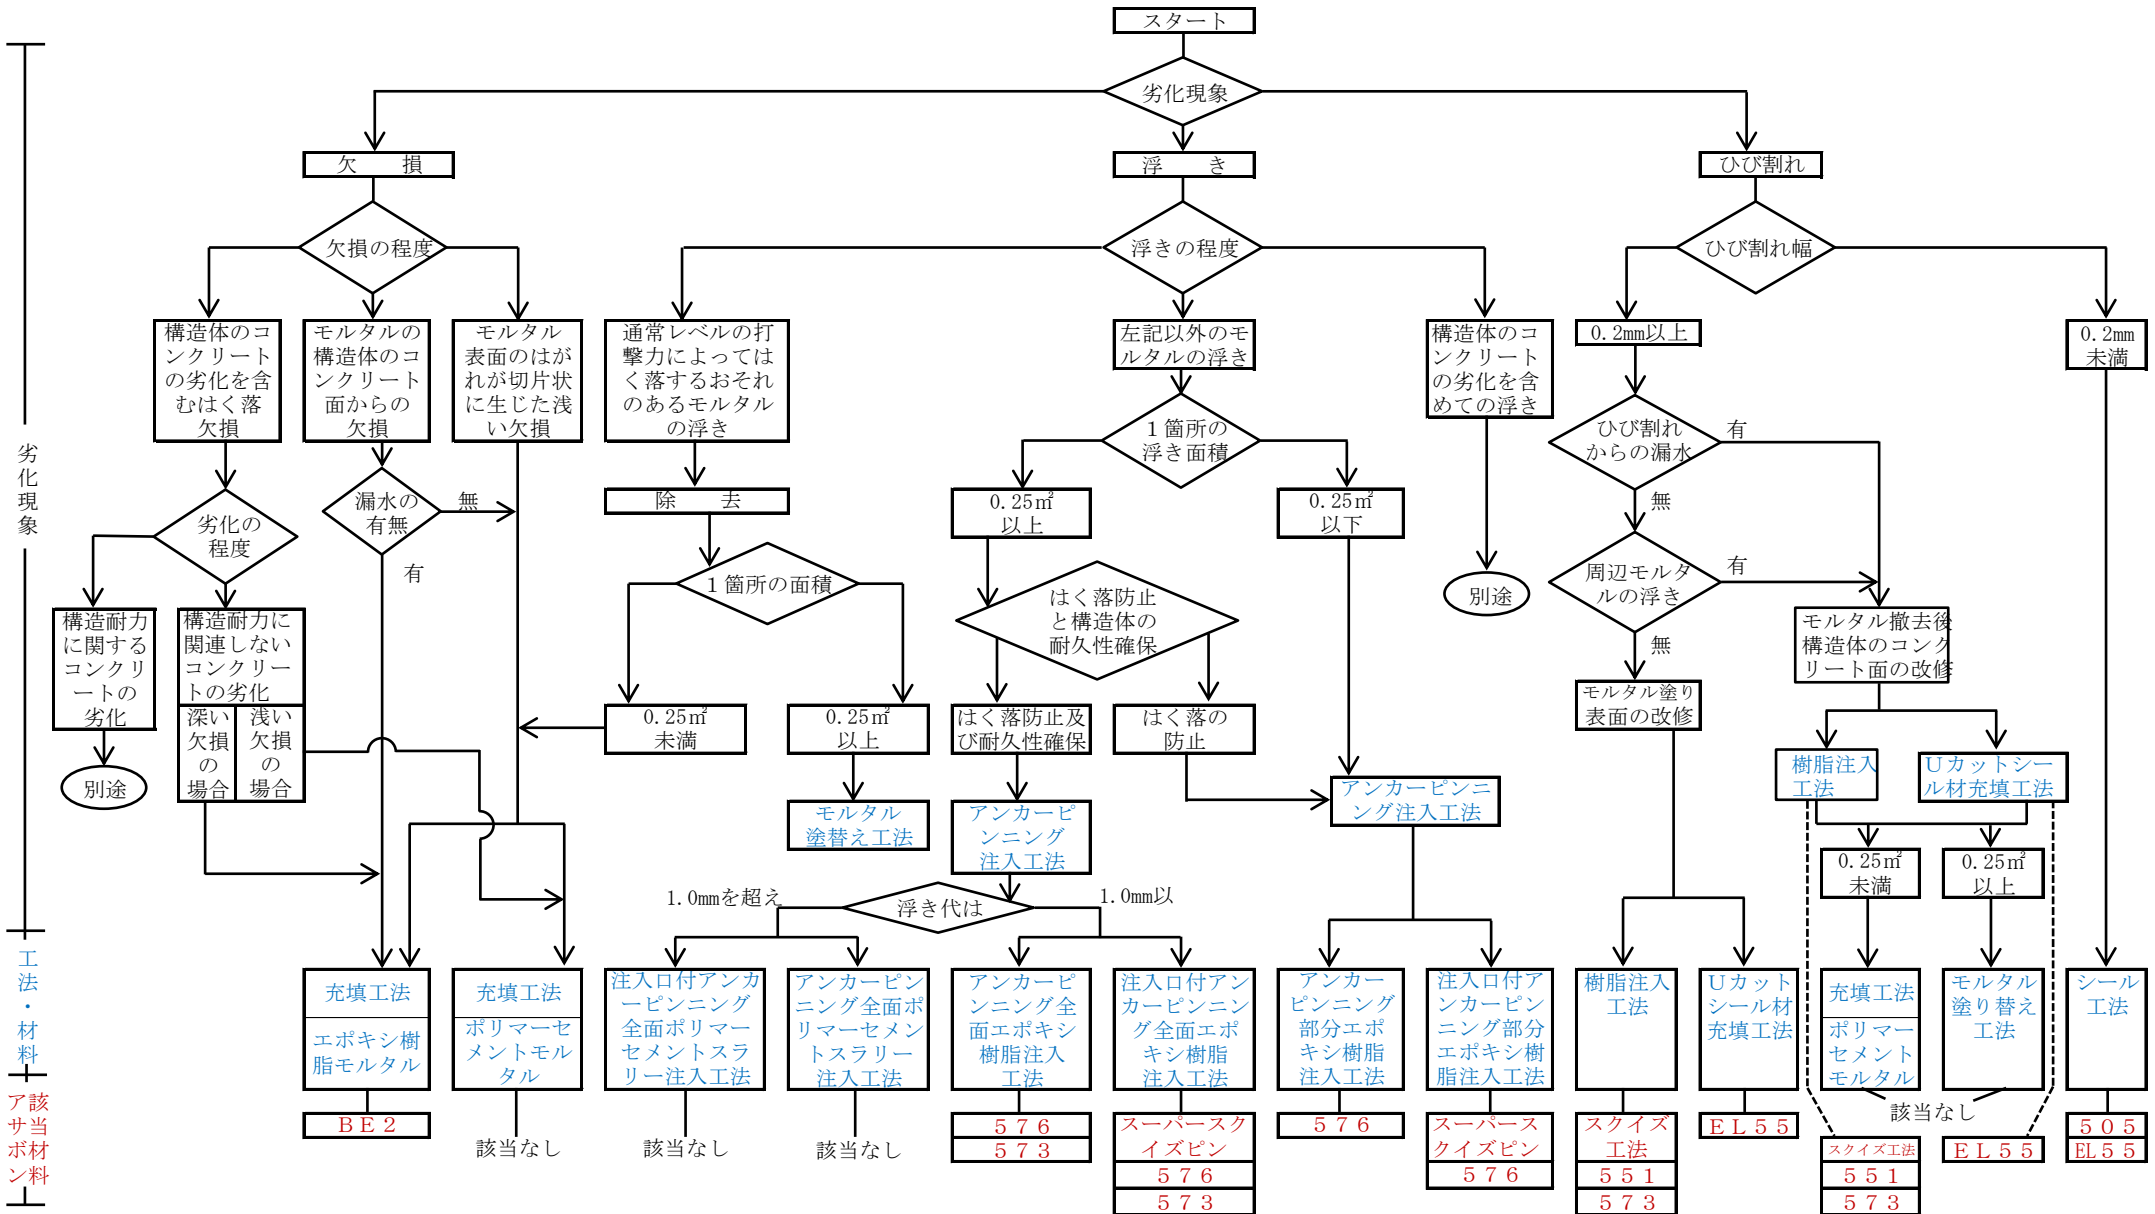 スタート
劣化現象
欠　　損
浮　　き
ひび割れ
欠損の程度
浮きの程度
ひび割れ幅
構造体のコ
ンクリート
の劣化を含
むはく落
欠損
モルタルの
構造体のコ
ンクリート
面からの
欠損
モルタル
表面のはが
れが切片状
に生じた浅
い欠損
通常レベルの打
撃力によっては
く落するおそれ
のあるモルタル
の浮き
左記以外のモ
ルタルの浮き
構造体のコ
ンクリート
の劣化を含
めての浮き
0.2mm以上
0.2mm
未満
劣化現象
劣化の
程度
漏水の
有無
無
有
除　　去
1箇所の
浮き面積
0.25㎡
以上
0.25㎡
以下
ひび割れ
からの漏水
有
無
1箇所の面積
はく落防止
と構造体の
耐久性確保
別途
周辺モルタ
ルの浮き
有
無
構造耐力
に関する
コンクリ
ートの
劣化
構造耐力に
関連しない
コンクリー
トの劣化
深い
欠損
の
場合
浅い
欠損
の
場合
別途
0.25㎡
未満
0.25㎡
以上
はく落防止及
び耐久性確保
はく落の
防止
モルタル塗り
表面の改修
モルタル撤去後
構造体のコンク
リート面の改修
モルタル
塗替え工法
アンカーピ
ンニング
注入工法
アンカーピンニ
ング注入工法
樹脂注入
工法
Uカットシー
ル材充填工法
0.25㎡
未満
0.25㎡
以上
1.0mmを超え
浮き代は
1.0mm以
工法・材料
充填工法
エポキシ樹
脂モルタル
充填工法
ポリマーセ
メントモル
タル
注入口付アンカ
ーピンニング
全面ポリマー
セメントスラ
リー注入工法
アンカーピン
ニング全面ポ
リマーセメン
トスラリー
注入工法
アンカーピ
ンニング全
面エポキシ
樹脂注入
工法
注入口付アン
カーピンニン
グ全面エポ
キシ樹脂
注入工法
アンカー
ピンニング
部分エポ
キシ樹脂
注入工法
注入口付ア
ンカーピン
ニング部分
エポキシ樹
脂注入工法
樹脂注入
工法
Uカット
シール材
充填工法
充填工法
ポリマー
セメント
モルタル
モルタル
塗り替え
工法
シール
工法
アサボン
該当材料
BE2
該当なし
該当なし
該当なし
576
573
スーパースク
イズピン
576
573
576
スーパース
クイズピン
576
スクイズ
工法
551
573
EL55
該当なし
スクイズ工法
551
573
EL55
505
EL55